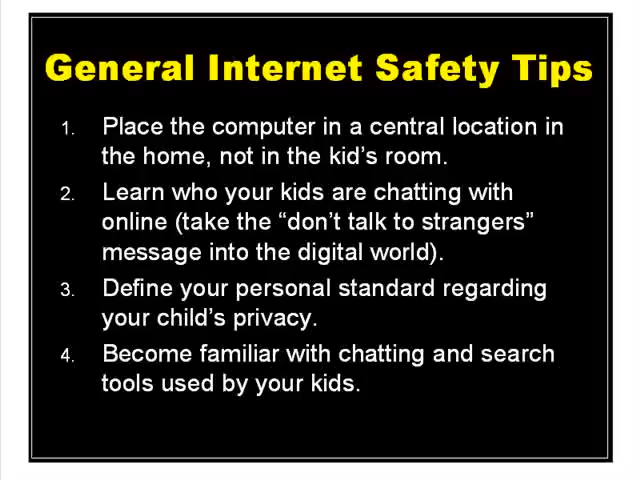 General Internet Safety Tips
1. Place the computer in a central location in
the home, not in the kid's room.
2. Learn who your kids are chatting with
online (take the “don't talk to strangers”
message into the digital world).
3. Define your personal standard regarding
your child's privacy.
4. Become familiar with chatting and search
tools used by your kids.